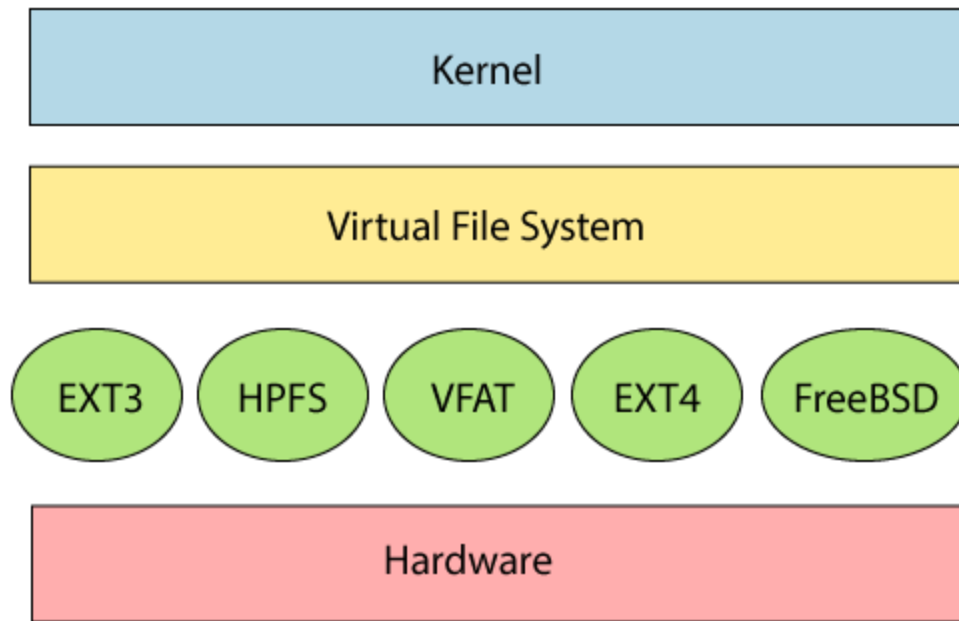 Kernel
Virtual File System
EXT3 HPFS VFAT EXT4 FreeBSD
Hardware